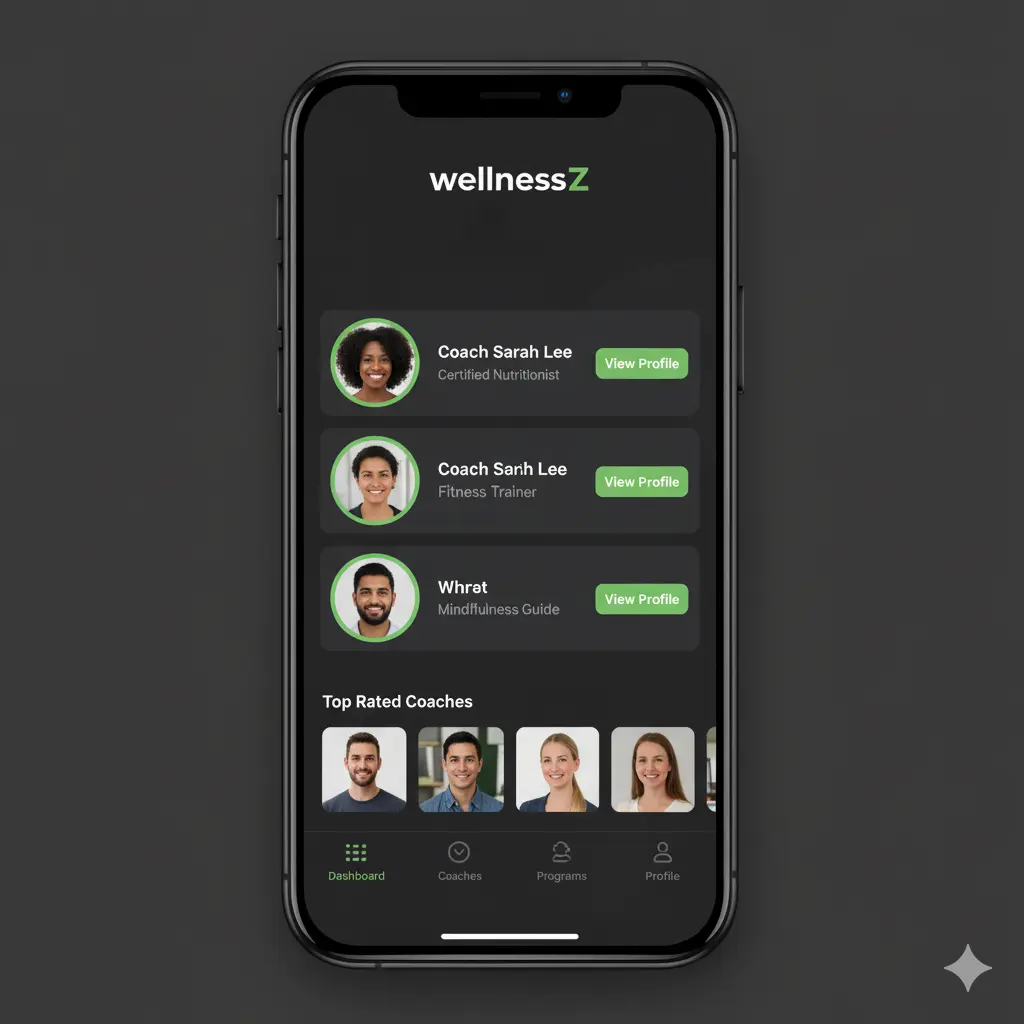 wellnessZ
Coach Sarah Lee
Certified Nutritionist
View Profile
Coach Sanh Lee
Fitness Trainer
View Profile
Whrat
Mindfulness Guide
View Profile
Top Rated Coaches
Dashboard
Coaches
Programs
Profile